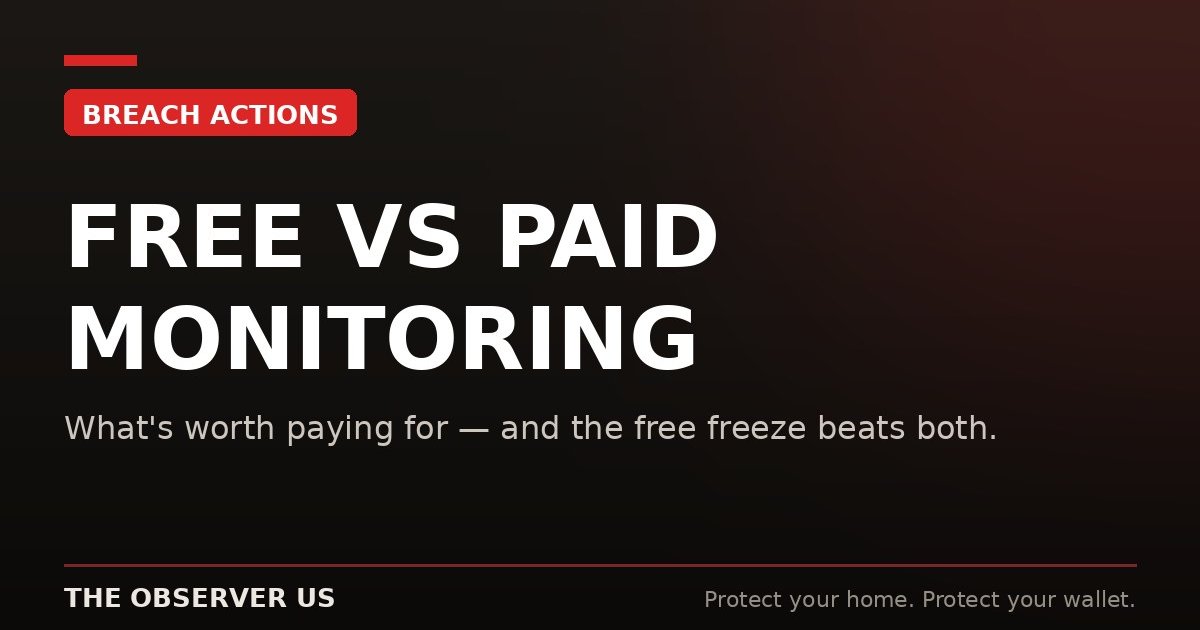 BREACH ACTIONS
FREE VS PAID
MONITORING
What's worth paying for — and the free freeze beats both.
THE OBSERVER US
Protect your home. Protect your wallet.